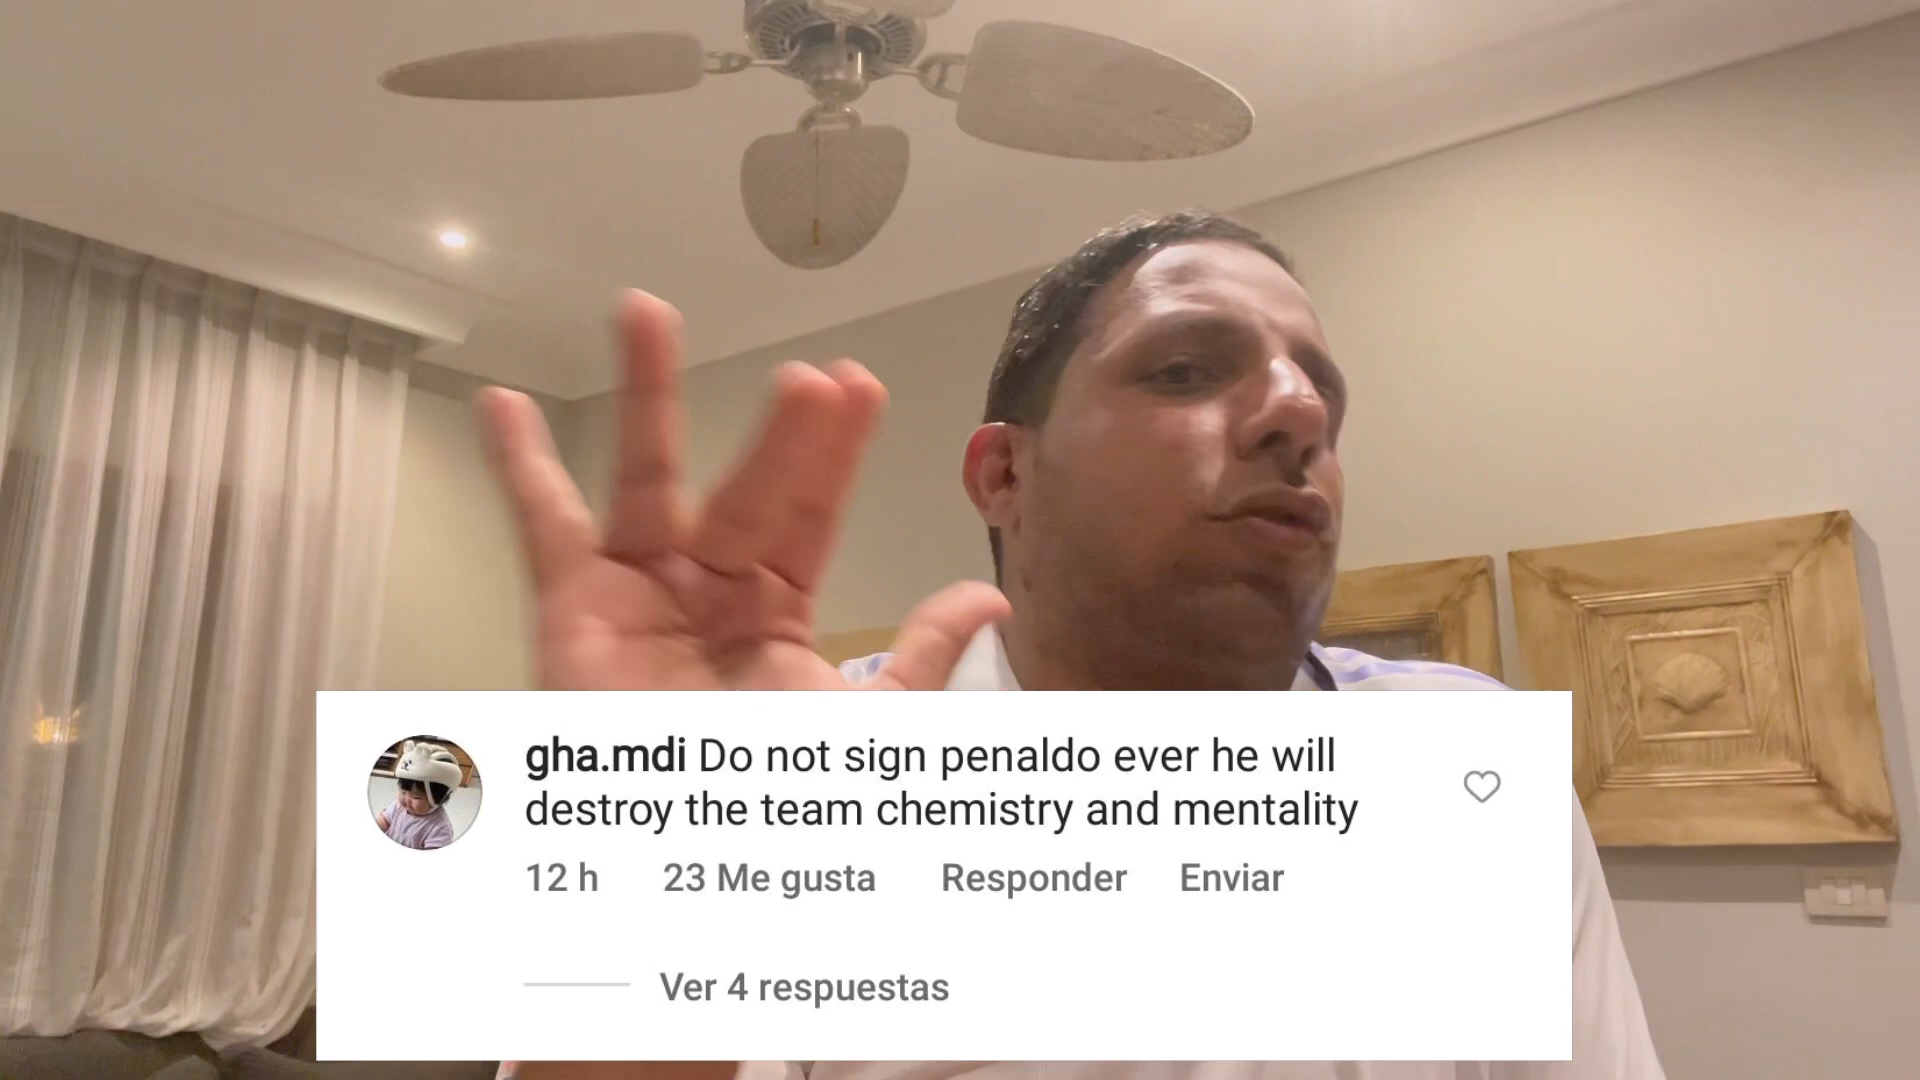 gha.mdi Do not sign penaldo ever he will
destroy the team chemistry and mentality
12 h 23 Me gusta Responder Enviar
Ver 4 respuestas